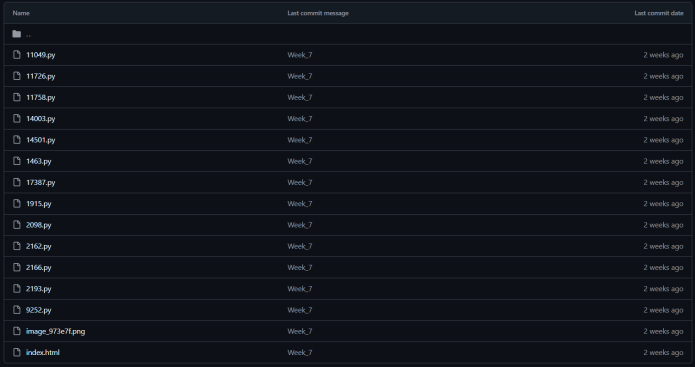 Name Last commit message Last commit date
..
11049.py Week_7 2 weeks ago
11726.py Week_7 2 weeks ago
11758.py Week_7 2 weeks ago
14003.py Week_7 2 weeks ago
14501.py Week_7 2 weeks ago
1463.py Week_7 2 weeks ago
17387.py Week_7 2 weeks ago
1915.py Week_7 2 weeks ago
2098.py Week_7 2 weeks ago
2162.py Week_7 2 weeks ago
2166.py Week_7 2 weeks ago
2193.py Week_7 2 weeks ago
9252.py Week_7 2 weeks ago
image_973e7f.png Week_7 2 weeks ago
index.html Week_7 2 weeks ago